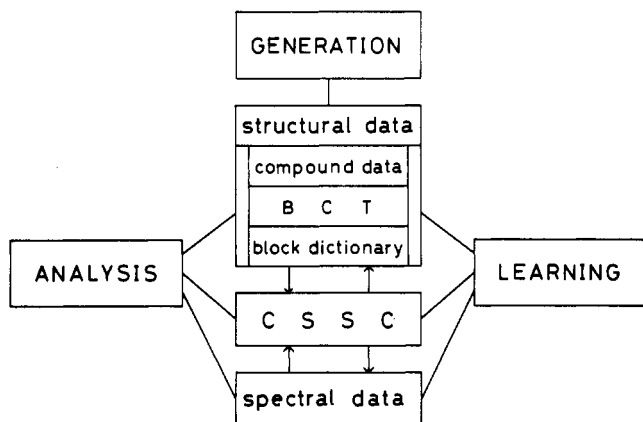 GENERATION
structural data
compound data
B C T
block dictionary
ANALYSIS
LEARNING
C S S C
spectral data